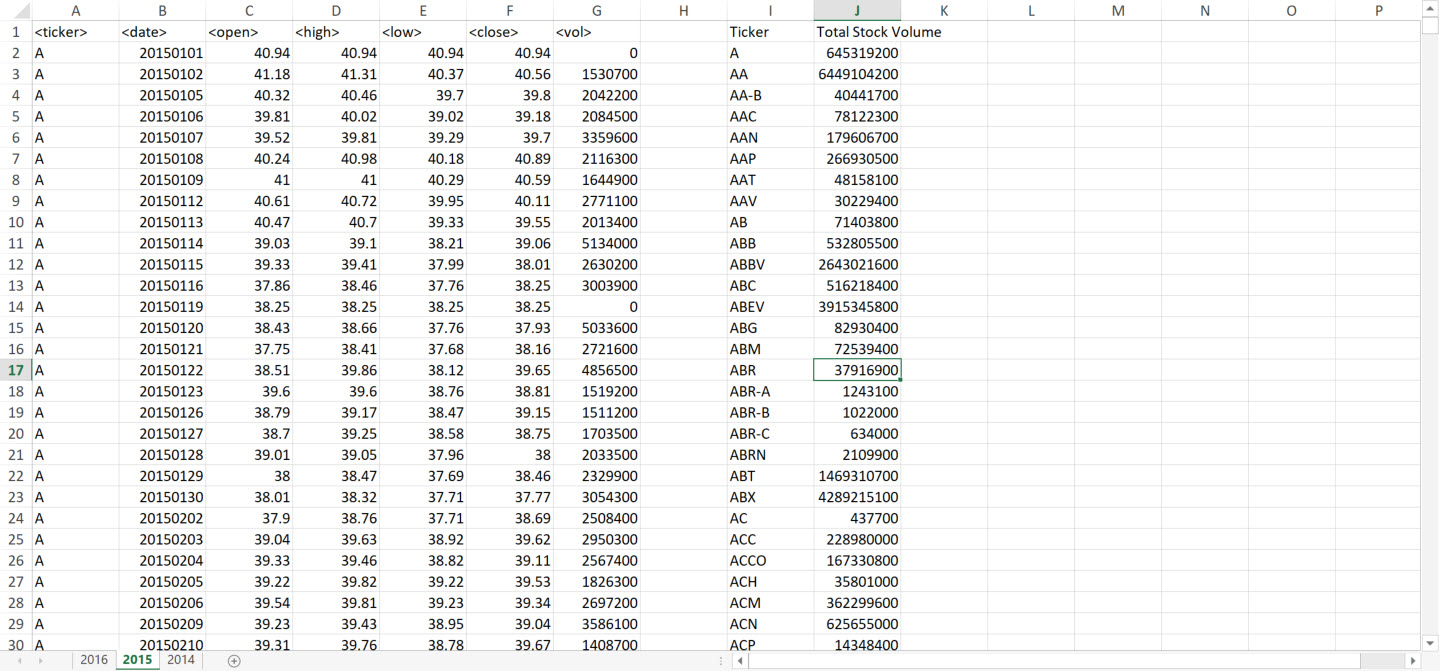 A B C D E F G H I J K L M N O P
1 <ticker> <date> <open> <high> <low> <close> <vol> Ticker Total Stock Volume
2 A 20150101 40.94 40.94 40.94 40.94 0 A 645319200
3 A 20150102 41.18 41.31 40.37 40.56 1530700 AA 6449104200
4 A 20150105 40.32 40.46 39.7 39.8 2042200 AA-B 40441700
5 A 20150106 39.81 40.02 39.02 39.18 2084500 AAC 78122300
6 A 20150107 39.52 39.81 39.29 39.7 3359600 AAN 179606700
7 A 20150108 40.24 40.98 40.18 40.89 2116300 AAP 266930500
8 A 20150109 41 41 40.29 40.59 1644900 AAT 48158100
9 A 20150112 40.61 40.72 39.95 40.11 2771100 AAV 30229400
10 A 20150113 40.47 40.7 39.33 39.55 2013400 AB 71403800
11 A 20150114 39.03 39.1 38.21 39.06 5134000 ABB 532805500
12 A 20150115 39.33 39.41 37.99 38.01 2630200 ABBV 2643021600
13 A 20150116 37.86 38.46 37.76 38.25 3003900 ABC 516218400
14 A 20150119 38.25 38.25 38.25 38.25 0 ABEV 3915345800
15 A 20150120 38.43 38.66 37.76 37.93 5033600 ABG 82930400
16 A 20150121 37.75 38.41 37.68 38.16 2721600 ABM 72539400
17 A 20150122 38.51 39.86 38.12 39.65 4856500 ABR 37916900
18 A 20150123 39.6 39.6 38.76 38.81 1519200 ABR-A 1243100
19 A 20150126 38.79 39.17 38.47 39.15 1511200 ABR-B 1022000
20 A 20150127 38.7 39.25 38.58 38.75 1703500 ABR-C 634000
21 A 20150128 39.01 39.05 37.96 38 2033500 ABRN 2109900
22 A 20150129 38 38.47 37.69 38.46 2329900 ABT 1469310700
23 A 20150130 38.01 38.32 37.71 37.77 3054300 ABX 4289215100
24 A 20150202 37.9 38.76 37.71 38.69 2508400 AC 437700
25 A 20150203 39.04 39.63 38.92 39.62 2950300 ACC 228980000
26 A 20150204 39.33 39.46 38.82 39.11 2567400 ACCO 167330800
27 A 20150205 39.22 39.82 39.22 39.53 1826300 ACH 35801000
28 A 20150206 39.54 39.81 39.23 39.34 2697200 ACM 362299600
29 A 20150209 39.23 39.43 38.95 39.04 3586100 ACN 625655000
30 A 20150210 39.31 39.76 38.78 39.67 1408700 ACP 14348400
2016 2015 2014